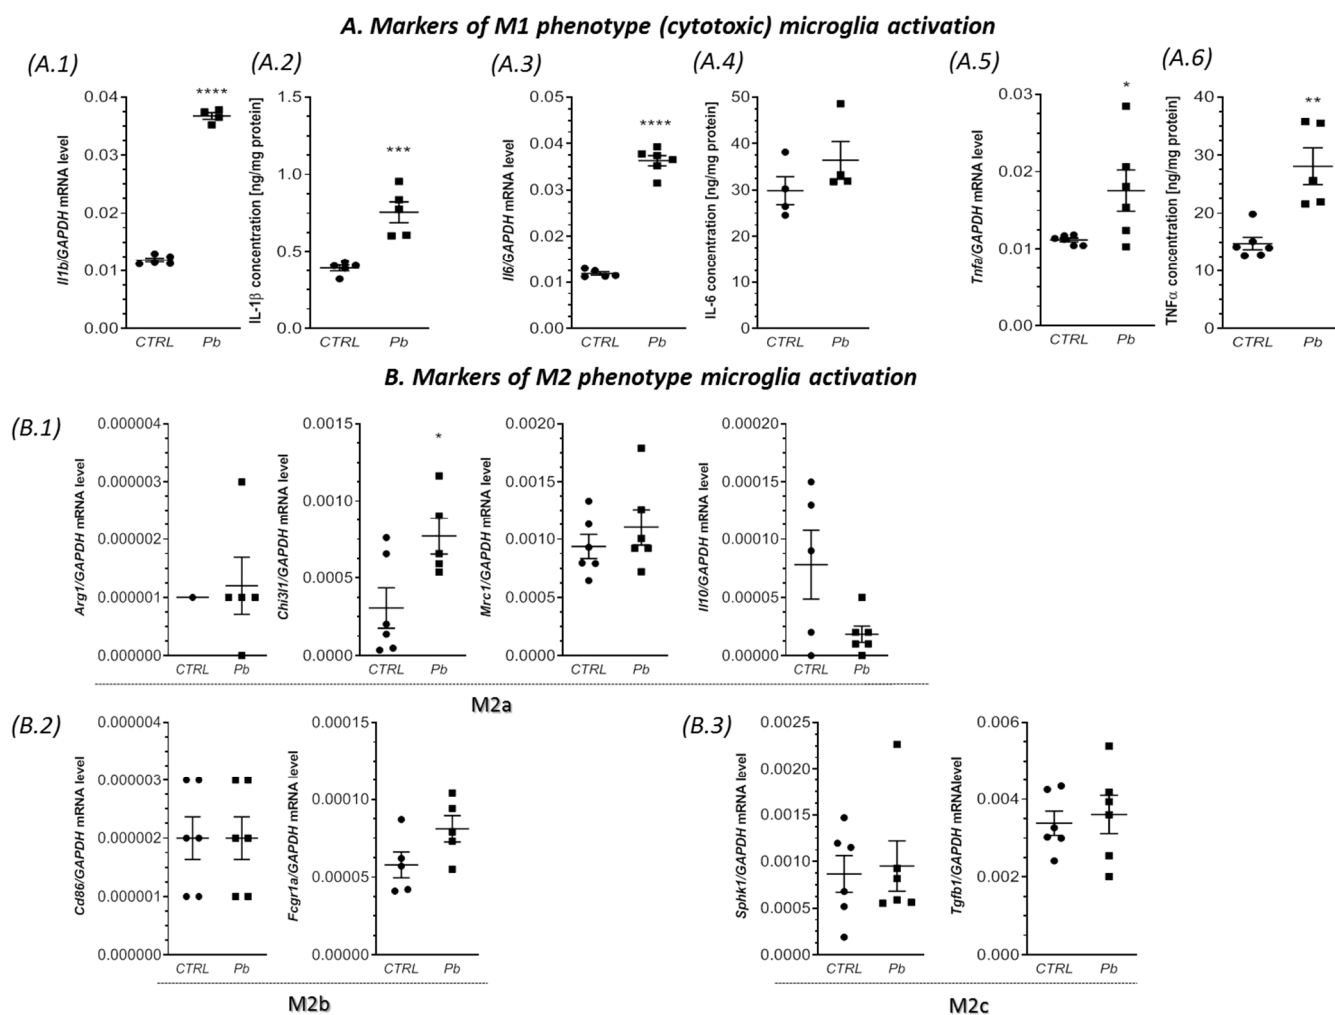 A. Markers of M1 phenotype (cytotoxic) microglia activation
(A.1)
Il1b/GAPDH mRNA level
0.04
0.03
0.02
0.01
0.00
****
CTRL Pb
(A.2)
IL-1β concentration [ng/mg protein]
1.5
1.0
0.5
0.0
***
CTRL Pb
(A.3)
Il6/GAPDH mRNA level
0.05
0.04
0.03
0.02
0.01
0.00
****
CTRL Pb
(A.4)
IL-6 concentration [ng/mg protein]
50
40
30
20
10
0
CTRL Pb
(A.5)
Tnfa/GAPDH mRNA level
0.03
0.02
0.01
0.00
*
CTRL Pb
(A.6)
TNFα concentration [ng/mg protein]
40
30
20
10
0
**
CTRL Pb
B. Markers of M2 phenotype microglia activation
(B.1)
Arg1/GAPDH mRNA level
0.000004
0.000003
0.000002
0.000001
0.000000
CTRL Pb
Chi3l1/GAPDH mRNA level
0.0015
0.0010
0.0005
0.0000
*
CTRL Pb
Mrc1/GAPDH mRNA level
0.0020
0.0015
0.0010
0.0005
0.0000
CTRL Pb
Il10/GAPDH mRNA level
0.00020
0.00015
0.00010
0.00005
0.00000
CTRL Pb
M2a
(B.2)
Cd86/GAPDH mRNA level
0.000004
0.000003
0.000002
0.000001
0.000000
CTRL Pb
Fcgr1a/GAPDH mRNA level
0.00015
0.00010
0.00005
0.00000
CTRL Pb
M2b
(B.3)
Sphk1/GAPDH mRNA level
0.0025
0.0020
0.0015
0.0010
0.0005
0.0000
CTRL Pb
Tgfb1/GAPDH mRNAlevel
0.006
0.004
0.002
0.000
CTRL Pb
M2c